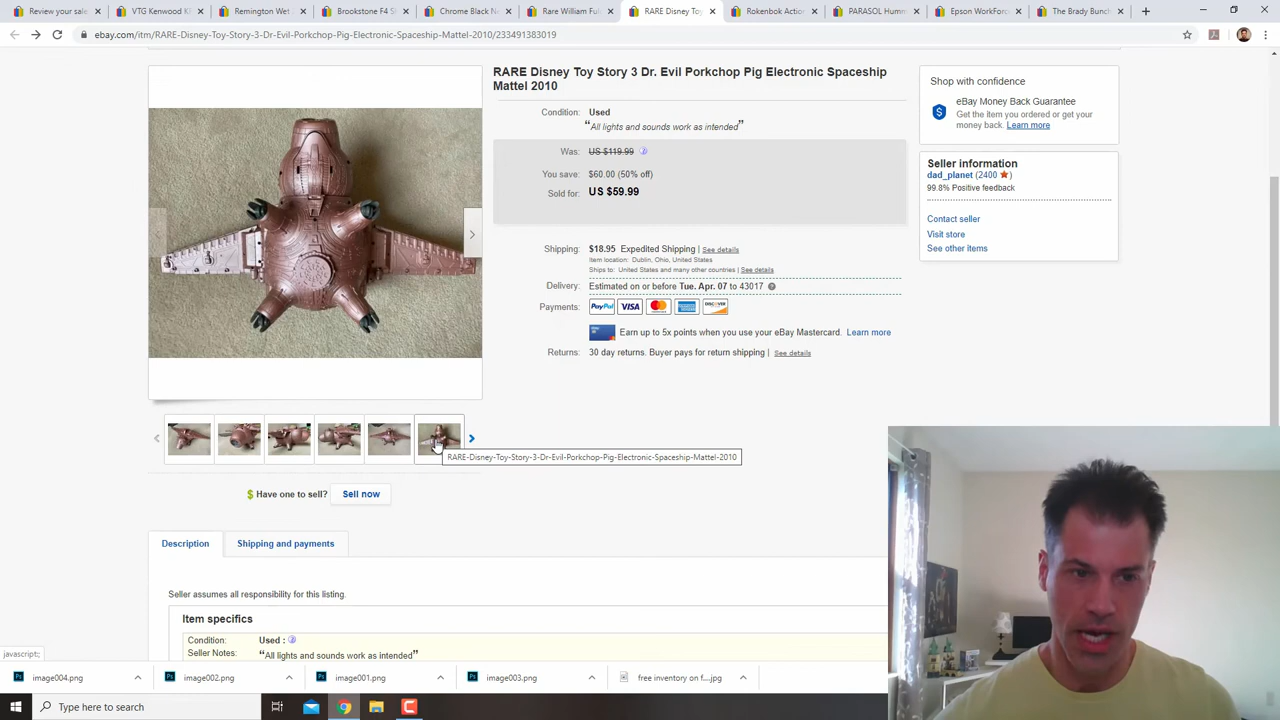 Review your sale
VTG Kenwood K
Remington Wet
Brookstone F4 S
Chrome Black Ne
Rare William Ful
RARE Disney To
Rokenbok Action
PARASOL Humm
Epson WorkForc
The Brady Bunch
ebay.com/itm/RARE-Disney-Toy-Story-3-Dr-Evil-Porkchop-Pig-Electronic-Spaceship-Mattel-2010/233491383019
RARE Disney Toy Story 3 Dr. Evil Porkchop Pig Electronic Spaceship
Mattel 2010
Condition: Used
"All lights and sounds work as intended"
Was: US $119.99
You save: $60.00 (50% off)
Sold for: US $59.99
Shipping: $18.95 Expedited Shipping | See details
Item location: Dublin, Ohio, United States
Ships to: United States and many other countries | See details
Delivery: Estimated on or before Tue. Apr. 07 to 43017
Payments: PayPal VISA
Earn up to 5x points when you use your eBay Mastercard. Learn more
Returns: 30 day returns. Buyer pays for return shipping | See details
Shop with confidence
eBay Money Back Guarantee
Get the item you ordered or get your
money back. Learn more
Seller information
dad_planet (2400 ★)
99.8% Positive feedback
Contact seller
Visit store
See other items
RARE-Disney-Toy-Story-3-Dr-Evil-Porkchop-Pig-Electronic-Spaceship-Mattel-2010
$ Have one to sell? Sell now
Description
Shipping and payments
Seller assumes all responsibility for this listing.
Item specifics
Condition: Used :
Seller Notes: "All lights and sounds work as intended"
javascript:;
image004.png
image002.png
image001.png
image003.png
free inventory on f....jpg
Type here to search